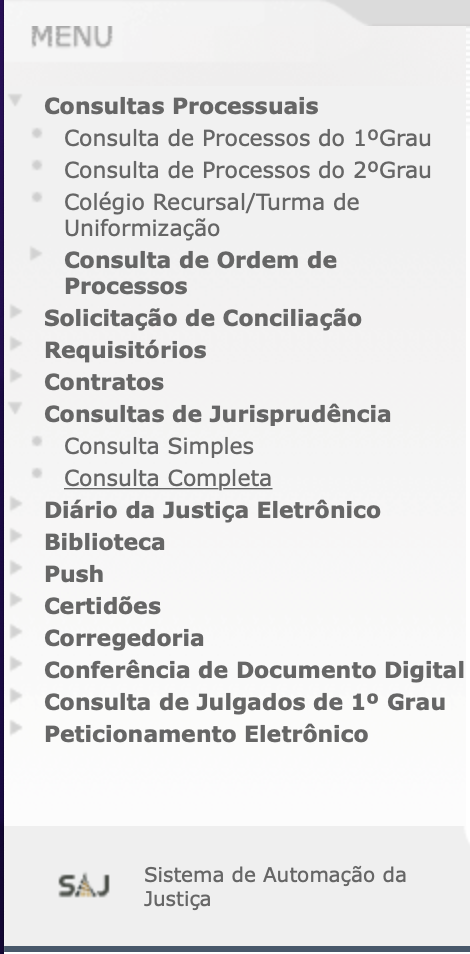 MENU
Consultas Processuais
Consulta de Processos do 1ºGrau
Consulta de Processos do 2ºGrau
Colégio Recursal/Turma de
Uniformização
Consulta de Ordem de
Processos
Solicitação de Conciliação
Requisitórios
Contratos
Consultas de Jurisprudência
Consulta Simples
Consulta Completa
Diário da Justiça Eletrônico
Biblioteca
Push
Certidões
Corregedoria
Conferência de Documento Digital
Consulta de Julgados de 1º Grau
Peticionamento Eletrônico
SAJ
Sistema de Automação da
Justiça